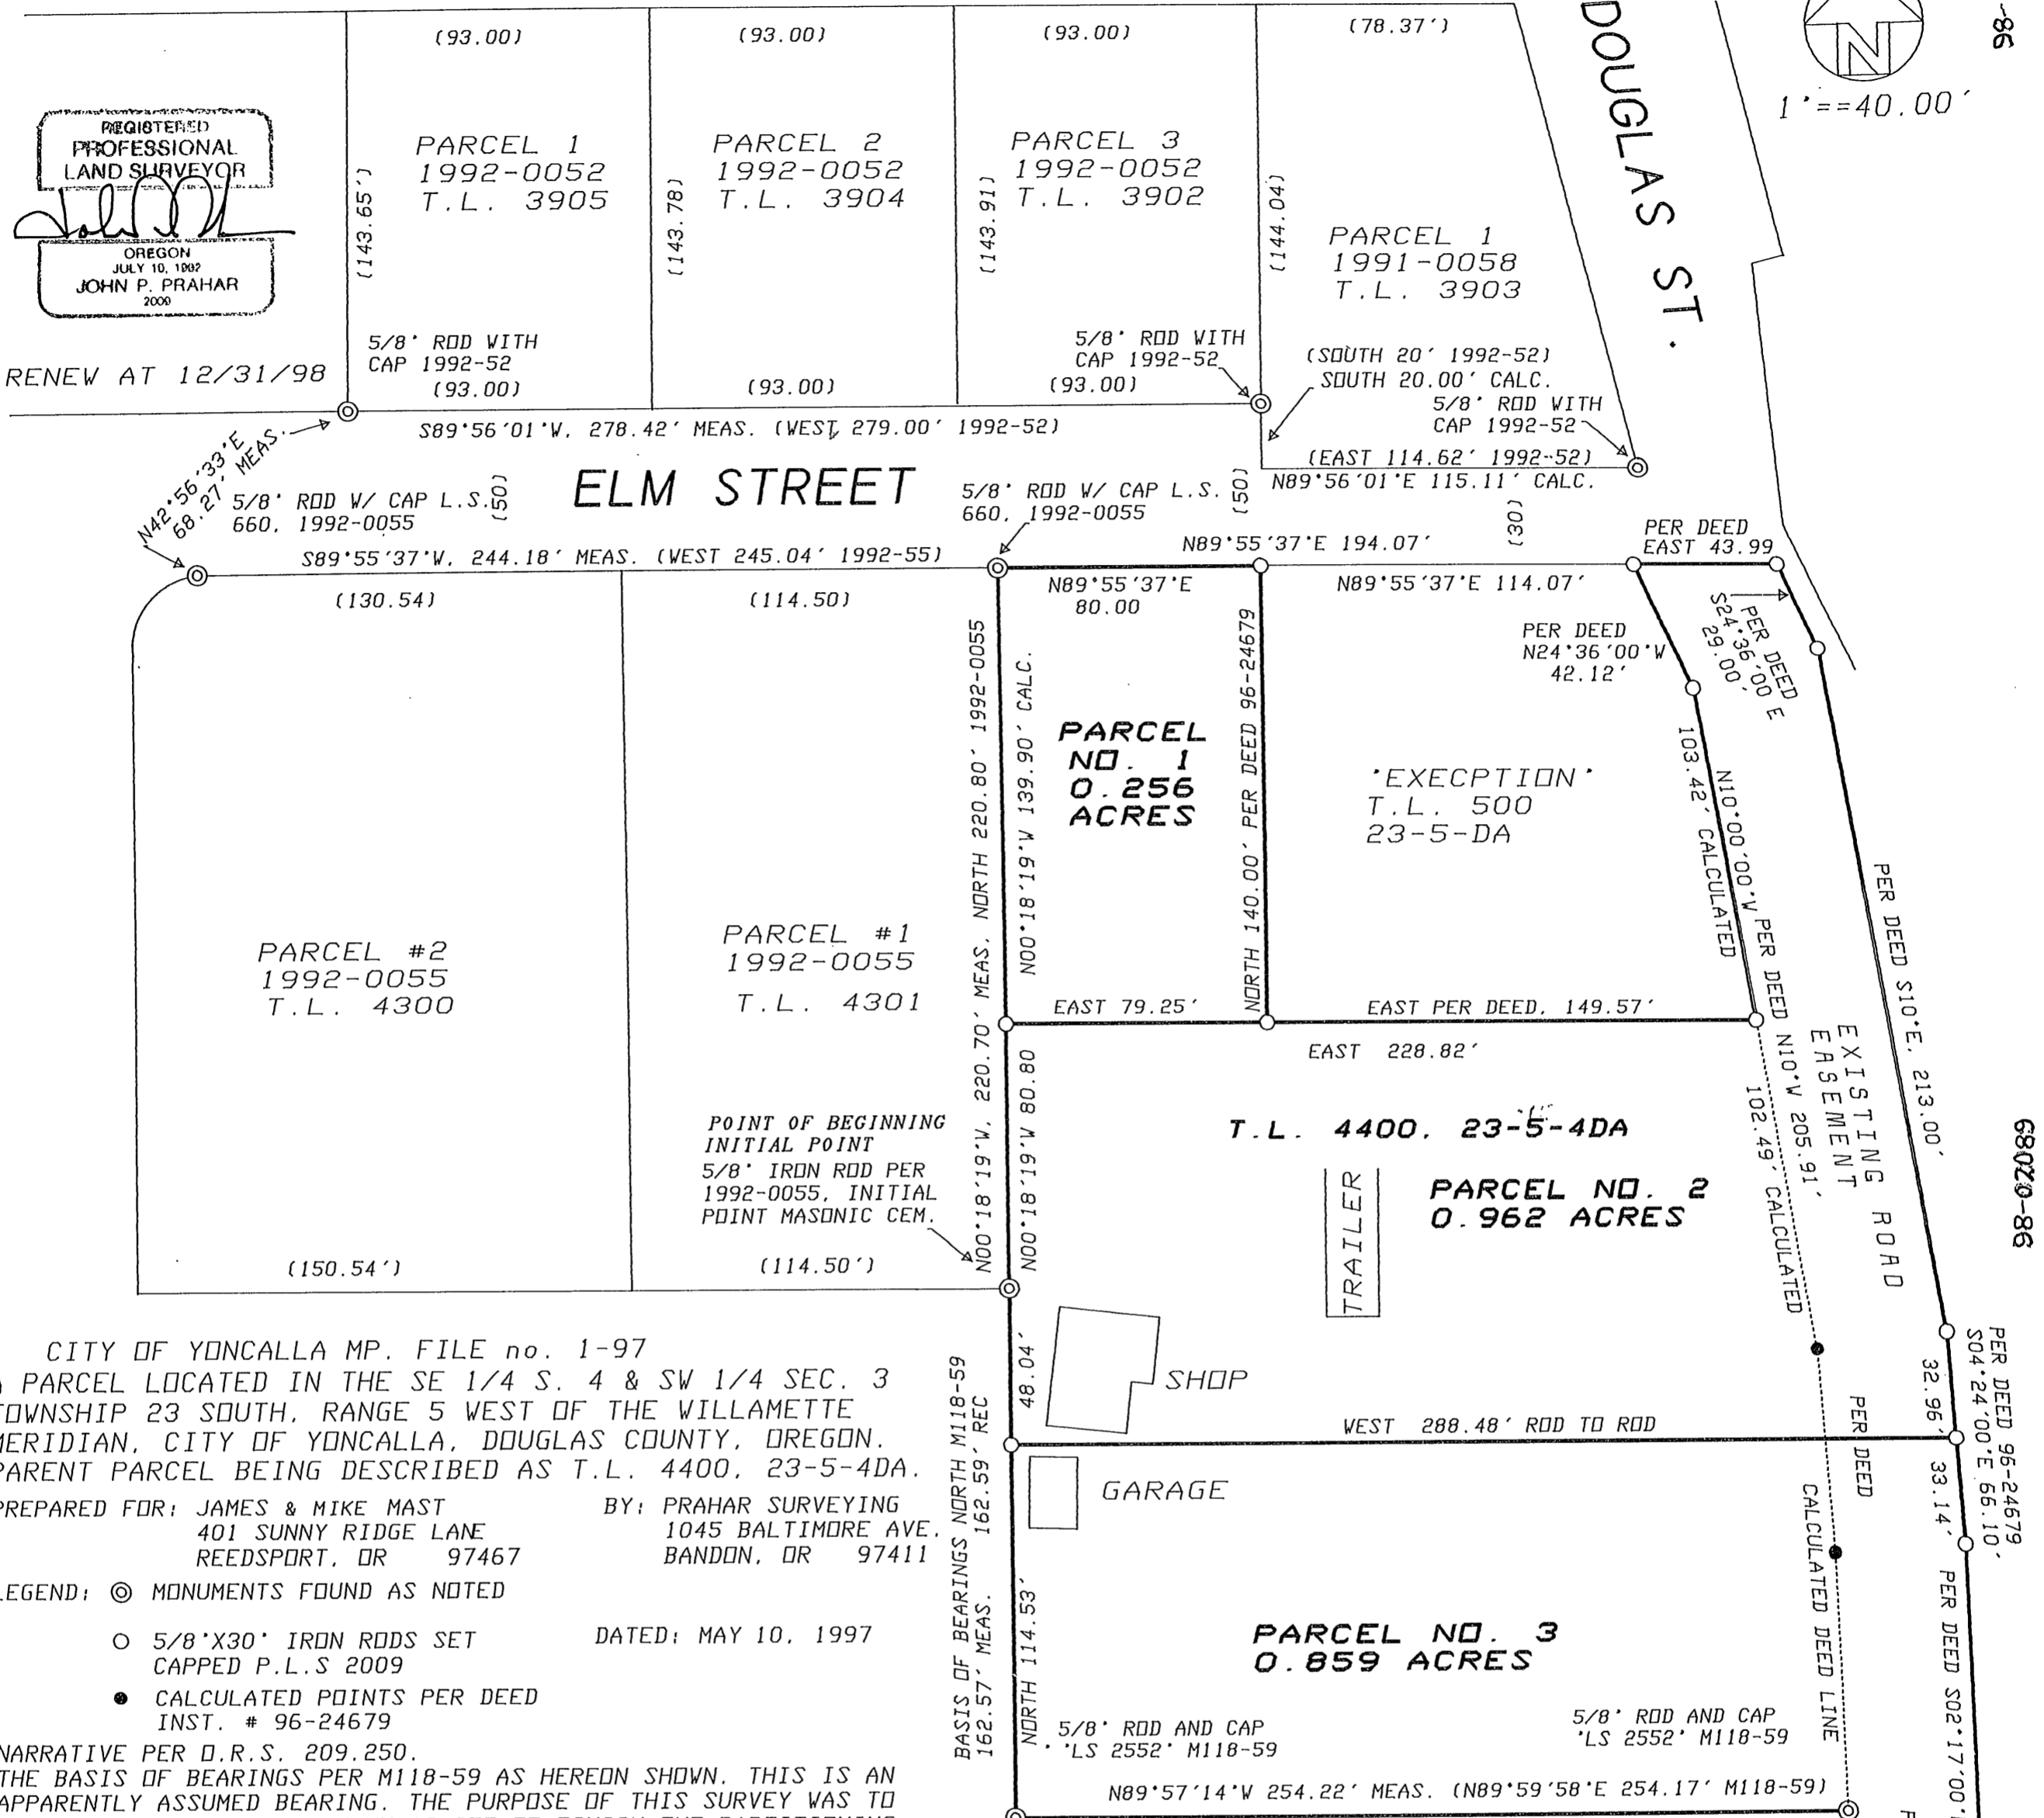 (93.00)
(93.00)
(93.00)
(78.37')
DOUGLAS ST.
N
1'==40.00'
-86
REGISTERED
PROFESSIONAL
LAND SURVEYOR
OREGON
JULY 10, 1982
JOHN P. PRAHAR
2009
RENEW AT 12/31/98
(143.65')
PARCEL 1
1992-0052
T.L. 3905
(143.78)
PARCEL 2
1992-0052
T.L. 3904
(143.91)
PARCEL 3
1992-0052
T.L. 3902
(144.04)
PARCEL 1
1991-0058
T.L. 3903
5/8' ROD WITH
CAP 1992-52
(93.00)
(93.00)
5/8' ROD WITH
CAP 1992-52
(93.00)
(SOUTH 20' 1992-52)
SOUTH 20.00' CALC.
5/8' ROD WITH
CAP 1992-52
S89°56'01'W, 278.42' MEAS. (WEST, 279.00' 1992-52)
(EAST 114.62' 1992-52)
N89°56'01'E 115.11' CALC.
N42°56'33'E
68.27' MEAS.
5/8' ROD W/ CAP L.S.
660, 1992-0055
(50)
ELM STREET
5/8' ROD W/ CAP L.S.
660, 1992-0055
(50)
(30)
S89°55'37'W, 244.18' MEAS. (WEST 245.04' 1992-55)
N89°55'37'E 194.07'
PER DEED
EAST 43.99
(130.54)
(114.50)
N89°55'37'E
80.00
N89°55'37'E 114.07'
PER DEED
N24°36'00'W
42.12'
PER DEED
S24°36'00 E
29.00'
N00°18'19'W, 220.70' MEAS. NORTH 220.80' 1992-0055
N00°18'19'W 139.90' CALC.
PARCEL
NO. 1
0.256
ACRES
NORTH 140.00' PER DEED 96-24679
'EXECPTION'
T.L. 500
23-5-DA
103.42' CALCULATED
N10°00'00'W PER DEED
PER DEED S10°E, 213.00'
PARCEL #2
1992-0055
T.L. 4300
PARCEL #1
1992-0055
T.L. 4301
EAST 79.25'
EAST PER DEED, 149.57'
EAST 228.82'
N10°W 205.91'
102.49' CALCULATED
EXISTING ROAD
EASEMENT
N00°18'19'W 80.80
POINT OF BEGINNING
INITIAL POINT
5/8' IRON ROD PER
1992-0055, INITIAL
POINT MASONIC CEM.
T.L. 4400, 23-5-4DA
TRAILER
PARCEL NO. 2
0.962 ACRES
(150.54')
(114.50')
48.04'
SHOP
WEST 288.48' ROD TO ROD
32.96'
PER DEED 96-24679
S04°24'00'E 66.10'
33.14'
CITY OF YONCALLA MP. FILE no. 1-97
A PARCEL LOCATED IN THE SE 1/4 S. 4 & SW 1/4 SEC. 3
TOWNSHIP 23 SOUTH, RANGE 5 WEST OF THE WILLAMETTE
MERIDIAN, CITY OF YONCALLA, DOUGLAS COUNTY, OREGON.
PARENT PARCEL BEING DESCRIBED AS T.L. 4400, 23-5-4DA.
PREPARED FOR: JAMES & MIKE MAST
401 SUNNY RIDGE LANE
REEDSPORT, OR 97467
BY: PRAHAR SURVEYING
1045 BALTIMORE AVE.
BANDON, OR 97411
LEGEND: MONUMENTS FOUND AS NOTED
5/8'X30' IRON RODS SET
CAPPED P.L.S 2009
CALCULATED POINTS PER DEED
INST. # 96-24679
DATED: MAY 10, 1997
BASIS OF BEARINGS NORTH M118-59
162.57' MEAS. 162.59' REC
GARAGE
NORTH 114.53'
PARCEL NO. 3
0.859 ACRES
PER DEED
CALCULATED DEED LINE
PER DEED S02°17'00'
5/8' ROD AND CAP
'LS 2552' M118-59
5/8' ROD AND CAP
'LS 2552' M118-59
N89°57'14'W 254.22' MEAS. (N89°59'58'E 254.17' M118-59)
NARRATIVE PER O.R.S. 209.250.
THE BASIS OF BEARINGS PER M118-59 AS HEREON SHOWN. THIS IS AN
APPARENTLY ASSUMED BEARING. THE PURPOSE OF THIS SURVEY WAS TO